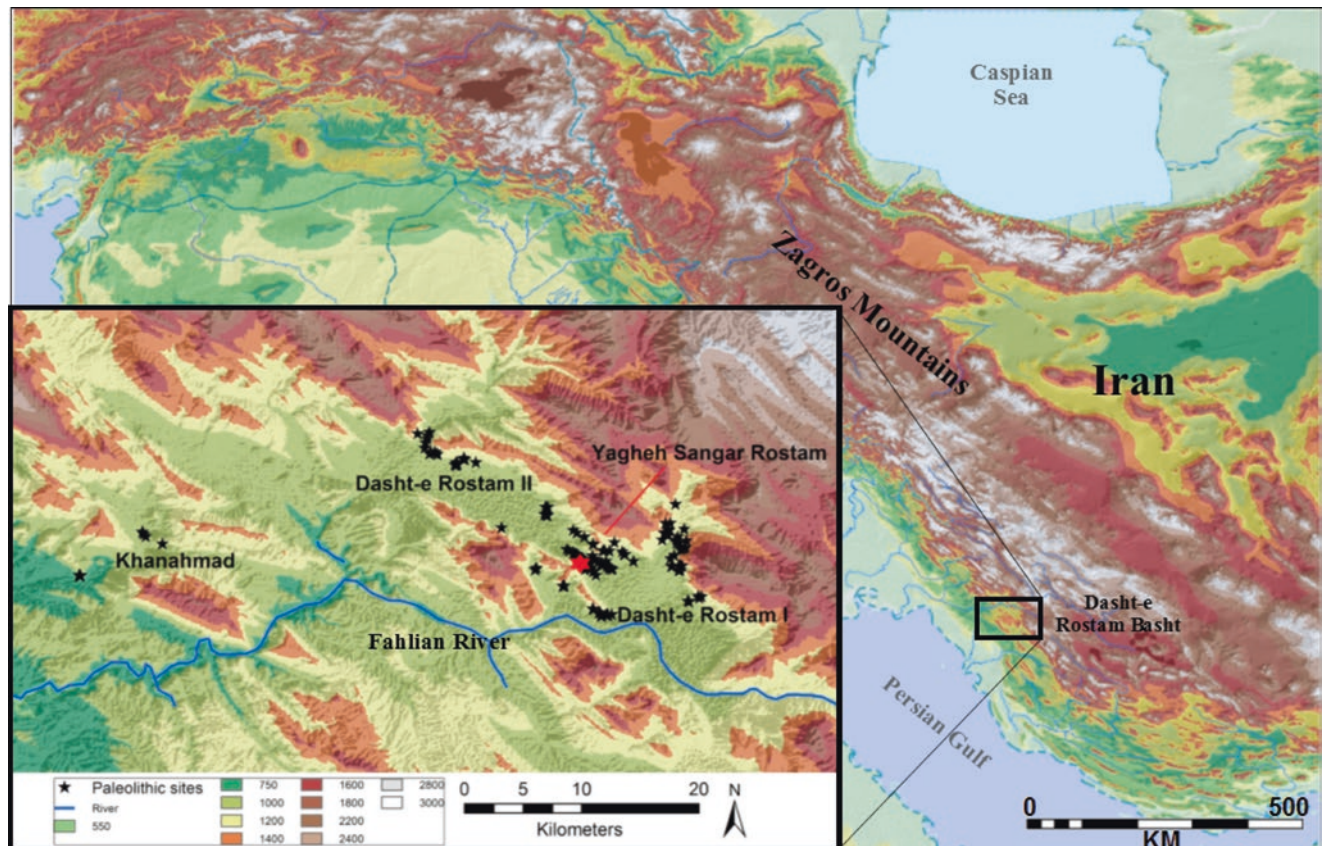 Caspian
Sea
Zagros Mountains
Iran
Dasht-e
Rostam Basht
Persian Gulf
0 500
KM
Yagheh Sangar Rostam
Dasht-e Rostam II
Khanahmad
Dasht-e Rostam I
Fahlian River
Paleolithic sites
River
550
750
1000
1200
1400
1600
1800
2200
2400
2800
3000
0 5 10 20
Kilometers
N